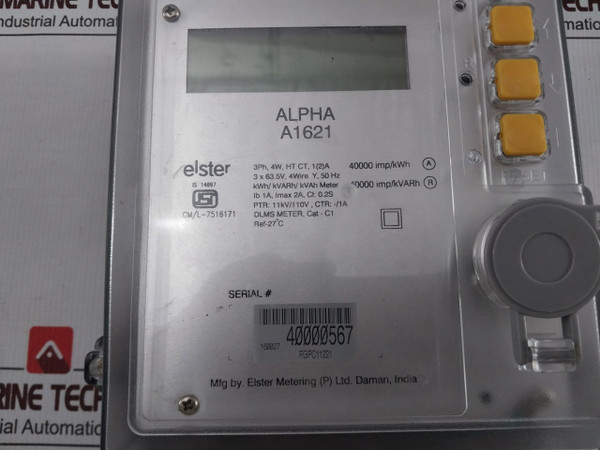 MARINE TECH
Industrial Automation
ALPHA
A1621
elster
IS 14697
CM/L-7516171
3Ph, 4W, HT CT, 1(2)A
3 x 63.5V, 4Wire Y, 50 Hz
kWh/ kVARh/ kVAh Meter
Ib 1A, Imax 2A, Cl: 0.2S
PTR: 11kV/110V , CTR: -/1A
DLMS METER, Cat - C1
Ref-27°C
40000 imp/kWh A
40000 imp/kVARh R
SERIAL #
40000567
Mfg by. Elster Metering (P) Ltd. Daman, India
ARINE TECH
ustrial Automation